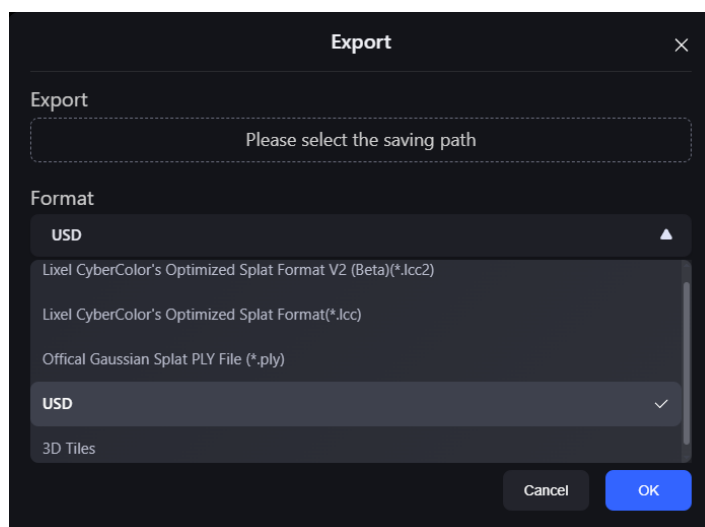 Export
Export
Please select the saving path
Format
USD
Lixel CyberColor's Optimized Splat Format V2 (Beta)(*.lcc2)
Lixel CyberColor's Optimized Splat Format(*.lcc)
Offical Gaussian Splat PLY File (*.ply)
USD
3D Tiles
Cancel OK